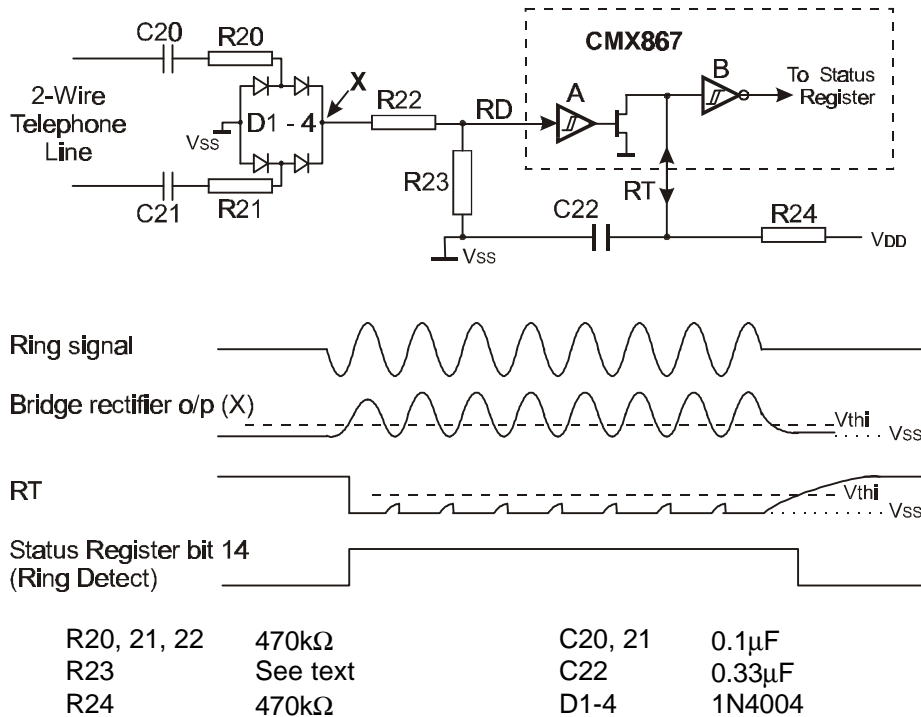 C20
R20
CMX867
X
A
B
To Status
Register
2-Wire
Telephone
Line
R22
RD
VSS
D1 - 4
R23
RT
C21
R21
C22
R24
VSS
VDD
Ring signal
Bridge rectifier o/p (X)
Vthi
VSS
RT
Vthi
VSS
Status Register bit 14
(Ring Detect)
R20, 21, 22 470kΩ C20, 21 0.1μF
R23 See text C22 0.33μF
R24 470kΩ D1-4 1N4004